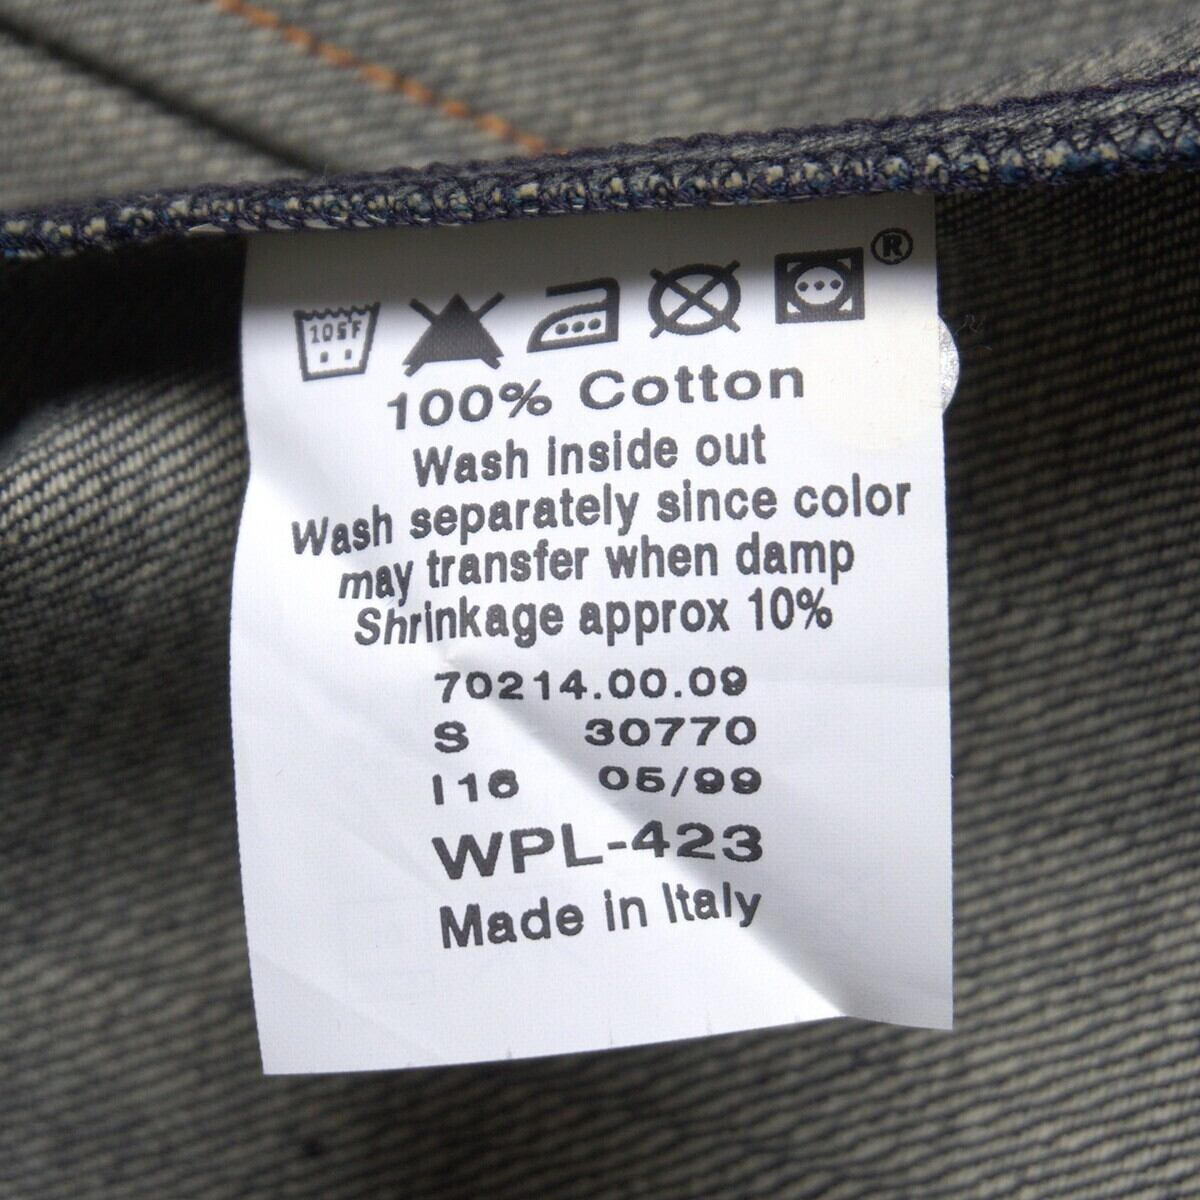 ®
105F
100% Cotton
Wash inside out
Wash separately since color
may transfer when damp
Shrinkage approx 10%
70214.00.09
S 30770
I16 05/99
WPL-423
Made in Italy